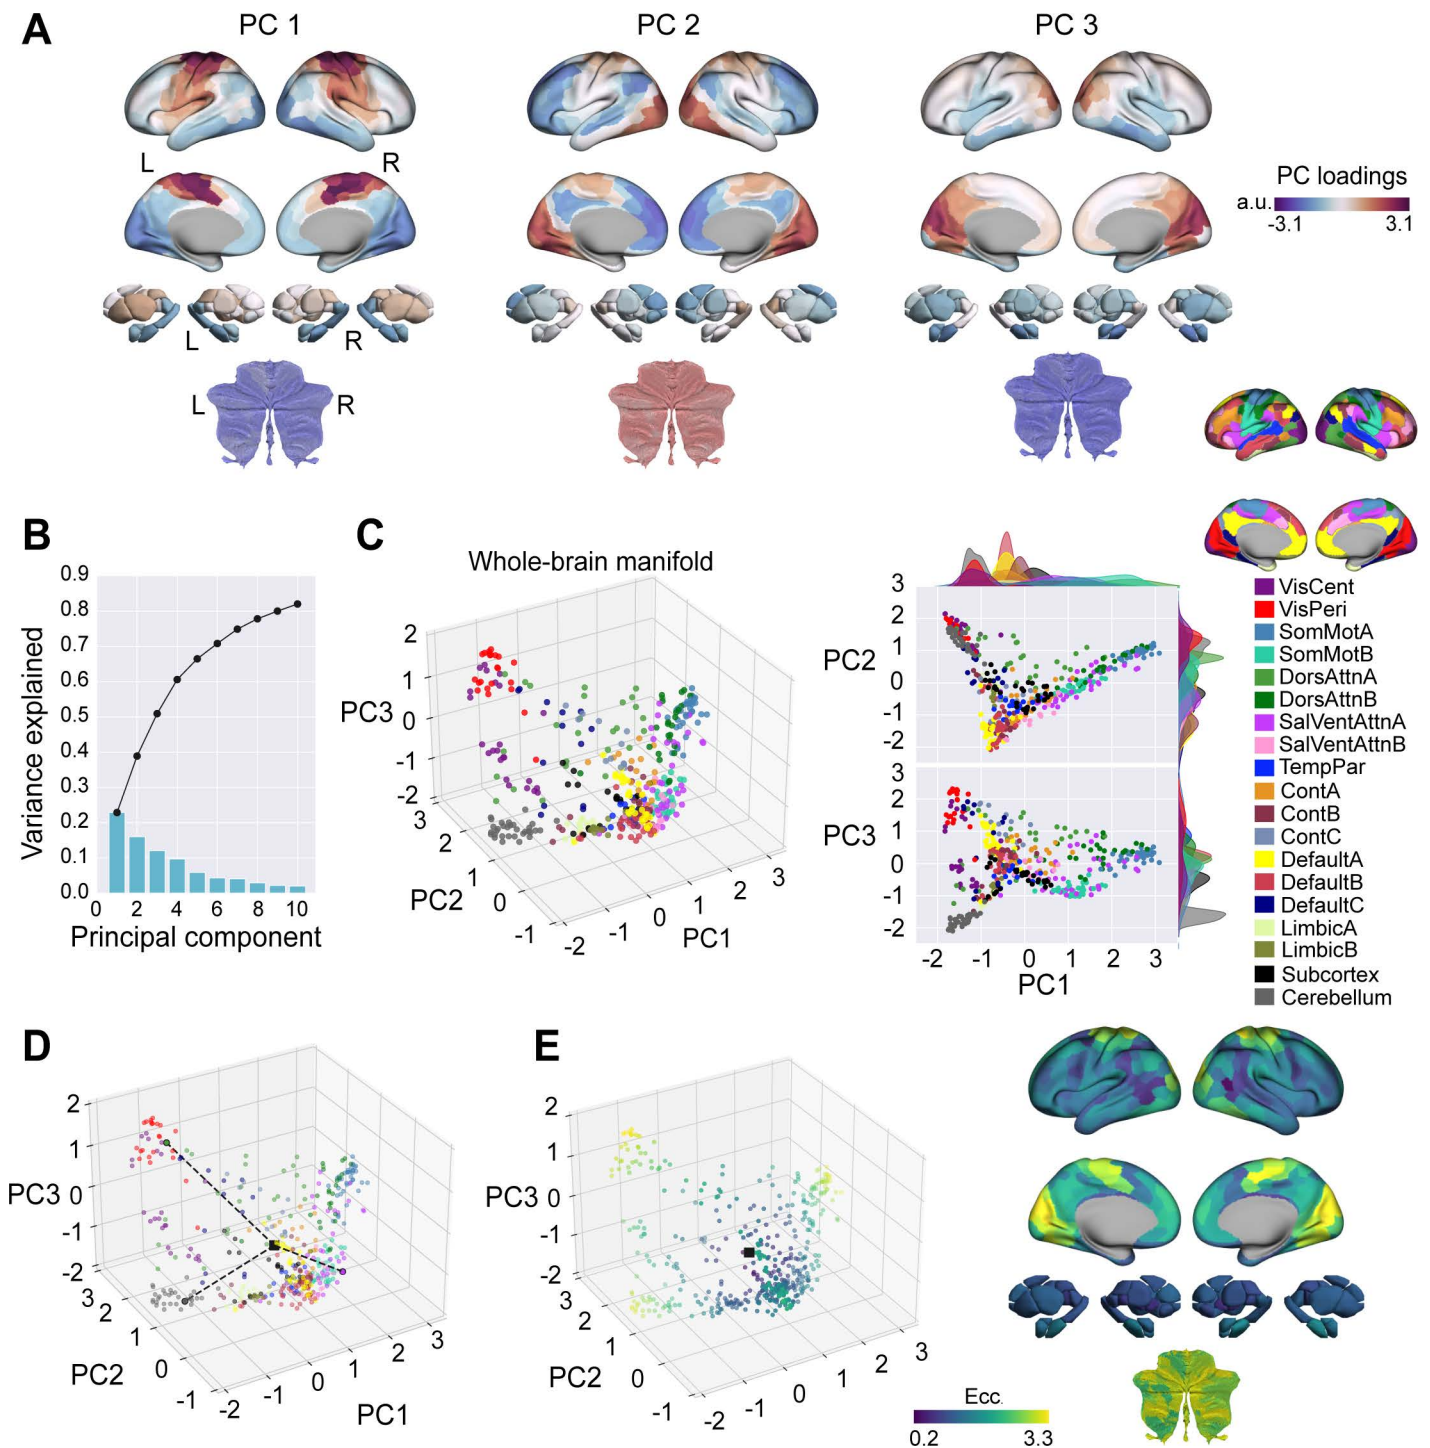 A
PC 1
PC 2
PC 3
L
R
PC loadings
a.u.
-3.1
3.1
L
R
L
R
B
0.9
0.8
0.7
0.6
0.5
0.4
0.3
0.2
0.1
0.0
Variance explained
0 2 4 6 8 10
Principal component
C
Whole-brain manifold
2
1
0
-1
-2
PC3
3
2
1
0
-1
PC2
-2
-1
0
1
2
3
PC1
3
2
1
0
-1
-2
PC2
3
2
1
0
-1
-2
PC3
-2 -1 0 1 2 3
PC1
VisCent
VisPeri
SomMotA
SomMotB
DorsAttnA
DorsAttnB
SalVentAttnA
SalVentAttnB
TempPar
ContA
ContB
ContC
DefaultA
DefaultB
DefaultC
LimbicA
LimbicB
Subcortex
Cerebellum
D
2
1
0
-1
-2
PC3
3
2
1
0
-1
PC2
-2
-1
0
1
2
3
PC1
E
2
1
0
-1
-2
PC3
3
2
1
0
-1
PC2
-2
-1
0
1
2
3
PC1
Ecc.
0.2
3.3